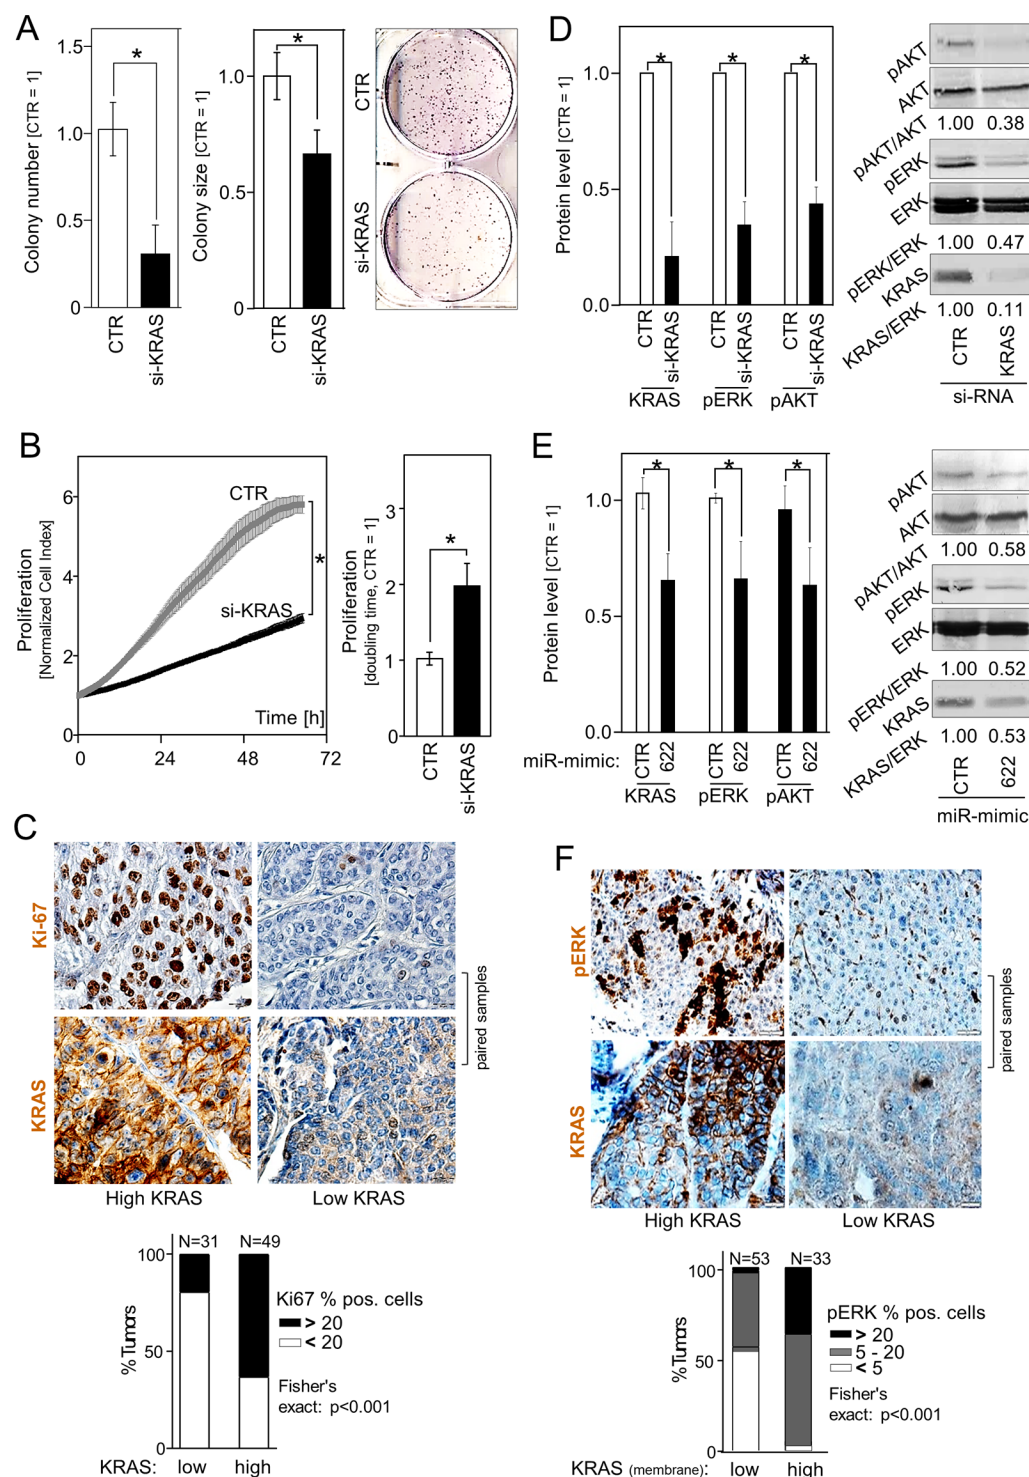 A
Colony number [CTR = 1]
1.5
1.0
0.5
0
*
CTR
si-KRAS
Colony size [CTR = 1]
1.0
0.5
0
*
CTR
si-KRAS
CTR
si-KRAS
B
Proliferation
[Normalized Cell Index]
6
4
2
0
CTR
si-KRAS
*
Time [h]
0 24 48 72
Proliferation
[doubling time, CTR = 1]
3
2
1
0
*
CTR
si-KRAS
C
Ki-67
KRAS
paired samples
High KRAS Low KRAS
% Tumors
100
50
0
N=31 N=49
Ki67 % pos. cells
> 20
< 20
Fisher's
exact: p<0.001
KRAS: low high
D
Protein level [CTR = 1]
1.0
0.5
0.0
* * *
CTR
si-KRAS
CTR
si-KRAS
CTR
si-KRAS
KRAS pERK pAKT
pAKT
AKT
pAKT/AKT 1.00 0.38
pERK
ERK
pERK/ERK 1.00 0.47
KRAS
KRAS/ERK 1.00 0.11
CTR
KRAS
si-RNA
E
Protein level [CTR = 1]
1.0
0.5
0.0
* * *
miR-mimic: CTR 622 CTR 622 CTR 622
KRAS pERK pAKT
pAKT
AKT
pAKT/AKT 1.00 0.58
pERK
ERK
pERK/ERK 1.00 0.52
KRAS
KRAS/ERK 1.00 0.53
CTR
622
miR-mimic
F
pERK
KRAS
paired samples
High KRAS Low KRAS
% Tumors
100
50
0
N=53 N=33
pERK % pos. cells
> 20
5 - 20
< 5
Fisher's
exact: p<0.001
KRAS (membrane): low high